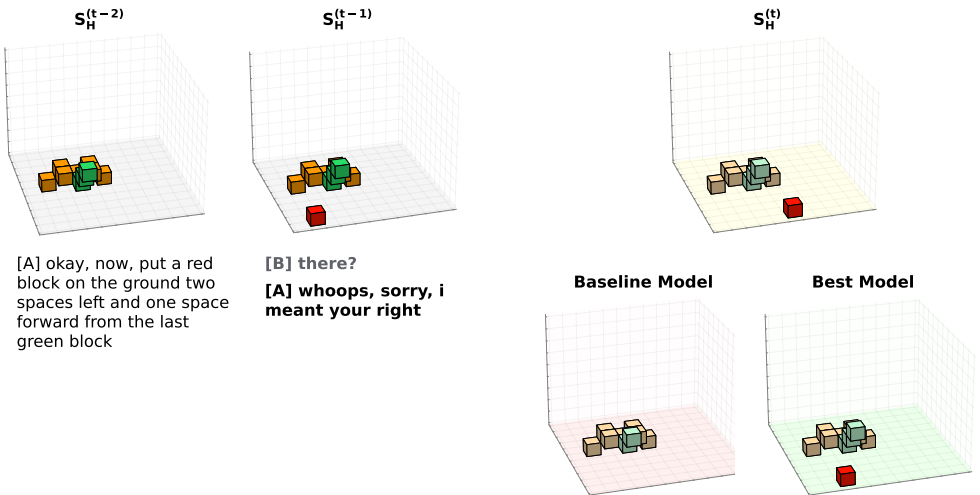 S_H^(t−2)
S_H^(t−1)
S_H^(t)
[A] okay, now, put a red
block on the ground two
spaces left and one space
forward from the last
green block
[B] there?
[A] whoops, sorry, i
meant your right
Baseline Model
Best Model